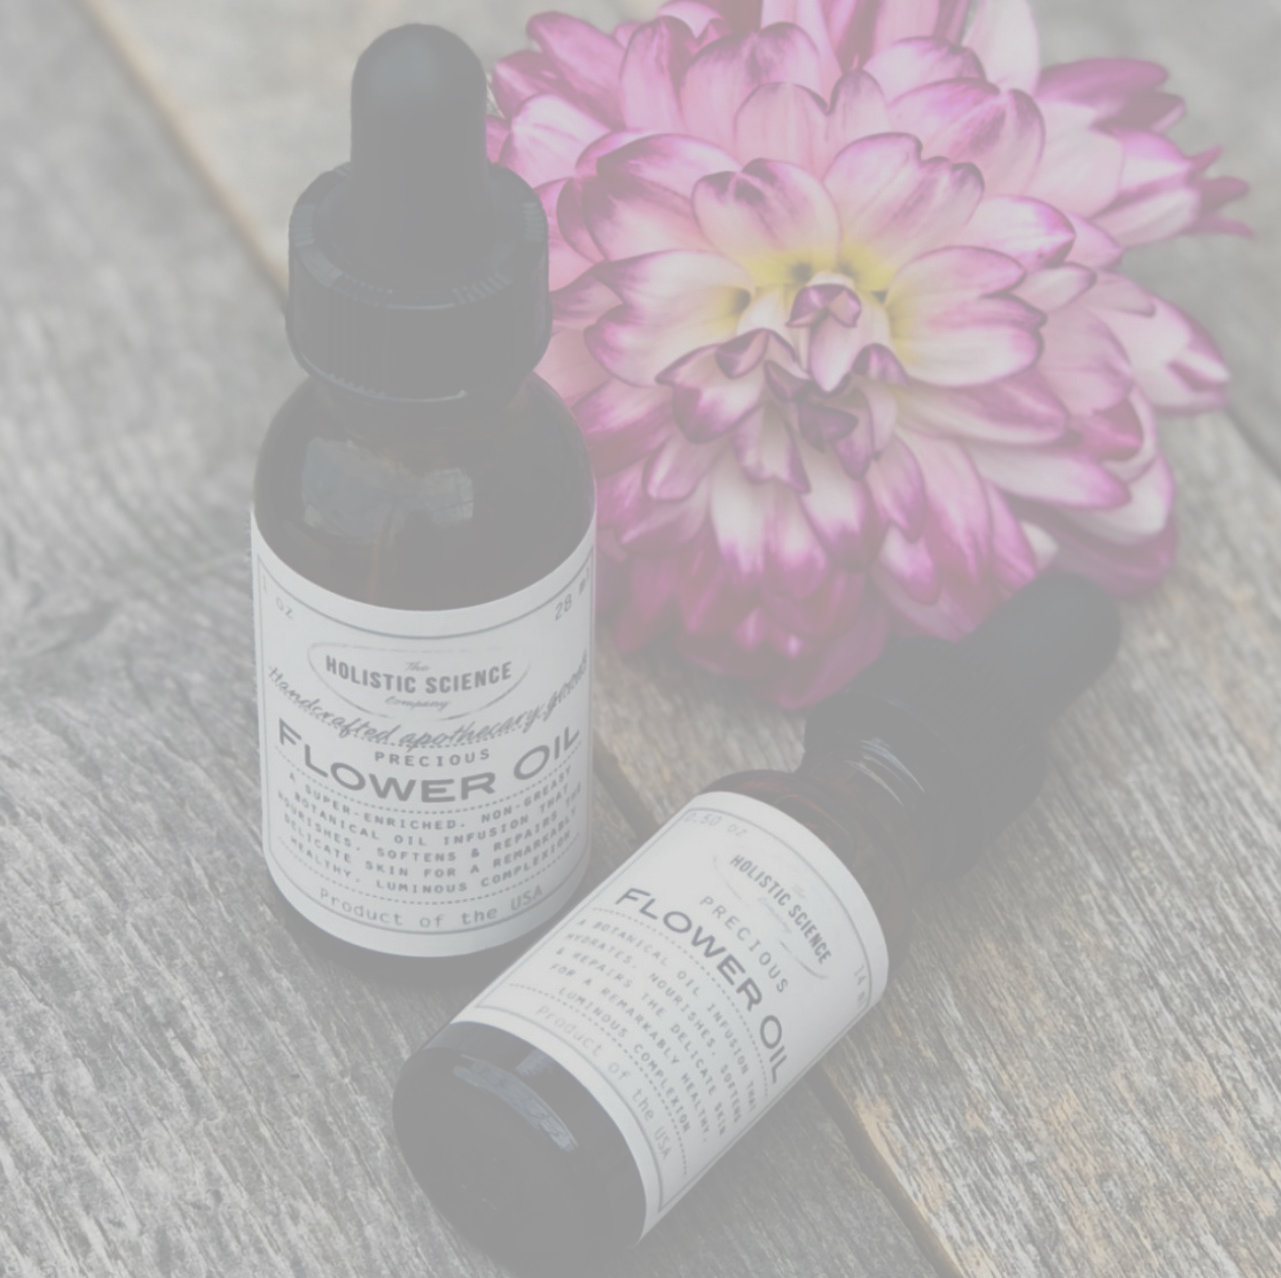 OZ
28
The
HOLISTIC SCIENCE
Company
Handcrafted apothecary goods
PRECIOUS
FLOWER OIL
A SUPER-ENRICHED, NON-GREASY
BOTANICAL OIL INFUSION THAT
NOURISHES, SOFTENS & REPAIRS THE
DELICATE SKIN FOR A REMARKABLY
HEALTHY, LUMINOUS COMPLEXION.
Product of the USA
0.50 OZ
HOLISTIC SCIENCE
14
PRECIOUS
FLOWER OIL
A BOTANICAL OIL INFUSION THAT
HYDRATES, NOURISHES, SOFTENS
& REPAIRS THE DELICATE SKIN
FOR A REMARKABLY HEALTHY,
LUMINOUS COMPLEXION
Product of the USA